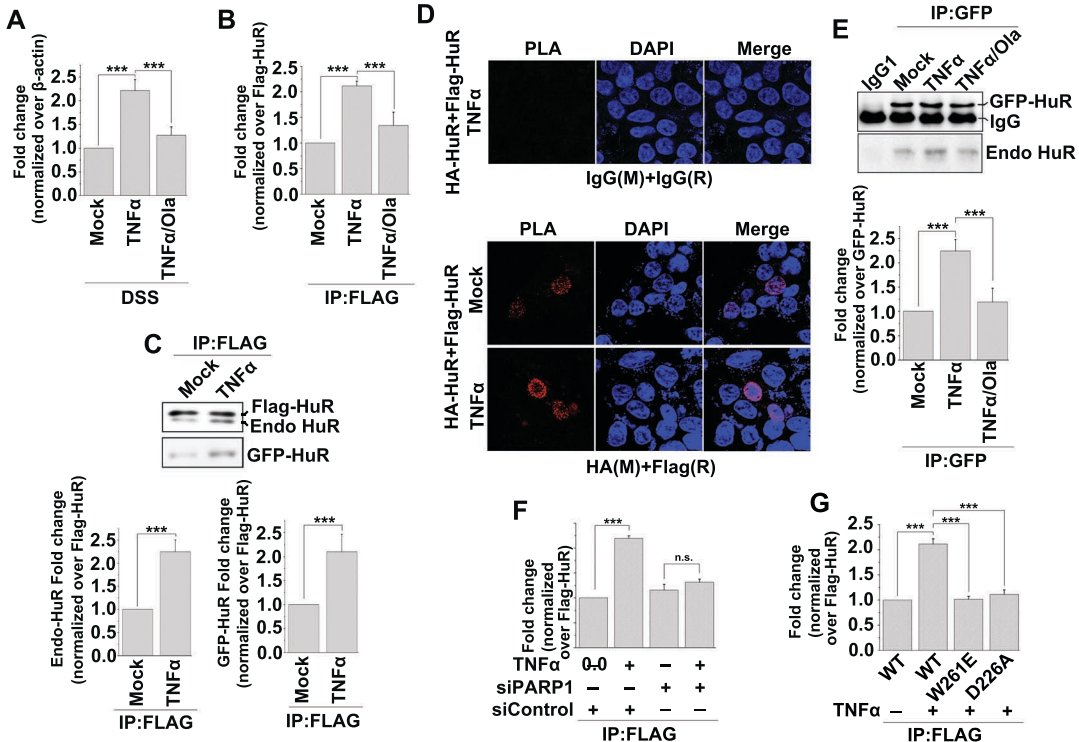 A
Fold change
(normalized over β-actin)
2.5
2.0
1.5
1.0
0.5
0.0
***
***
Mock
TNFα
TNFα/Ola
DSS
B
Fold change
(normalized over Flag-HuR)
2.5
2.0
1.5
1.0
0.5
0.0
***
***
Mock
TNFα
TNFα/Ola
IP:FLAG
C
IP:FLAG
Mock
TNFα
Flag-HuR
Endo HuR
GFP-HuR
Endo-HuR Fold change
(normalized over Flag-HuR)
2.5
2.0
1.5
1.0
0.5
0.0
***
Mock
TNFα
IP:FLAG
GFP-HuR Fold change
(normalized over Flag-HuR)
2.5
2.0
1.5
1.0
0.5
0.0
***
Mock
TNFα
IP:FLAG
D
PLA
DAPI
Merge
HA-HuR+Flag-HuR
TNFα
IgG(M)+IgG(R)
PLA
DAPI
Merge
HA-HuR+Flag-HuR
Mock
TNFα
HA(M)+Flag(R)
E
IP:GFP
IgG1
Mock
TNFα
TNFα/Ola
GFP-HuR
IgG
Endo HuR
Fold change
(normalized over GFP-HuR)
2.5
2.0
1.5
1.0
0.5
0.0
***
***
Mock
TNFα
TNFα/Ola
IP:GFP
F
Fold change
(normalized
over Flag-HuR)
***
n.s.
TNFα 0.0 + – +
siPARP1 – – + +
siControl + + – –
IP:FLAG
G
Fold change
(normalized
over Flag-HuR)
2.5
2.0
1.5
1.0
0.5
0.0
***
***
***
WT
WT
W261E
D226A
TNFα – + + +
IP:FLAG